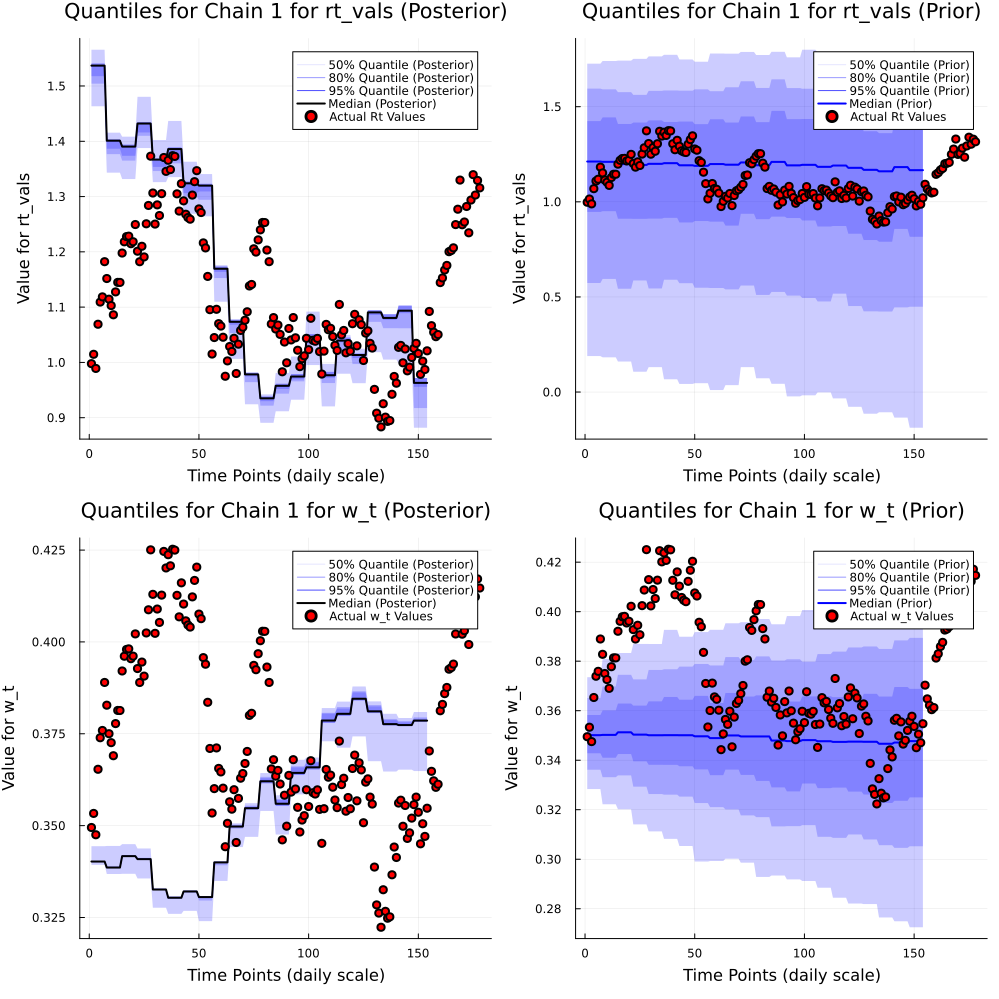 Quantiles for Chain 1 for rt_vals (Posterior)
Value for rt_vals
1.5
1.4
1.3
1.2
1.1
1.0
0.9
50% Quantile (Posterior)
80% Quantile (Posterior)
95% Quantile (Posterior)
Median (Posterior)
Actual Rt Values
0
50
100
150
Time Points (daily scale)
Quantiles for Chain 1 for rt_vals (Prior)
Value for rt_vals
1.5
1.0
0.5
0.0
50% Quantile (Prior)
80% Quantile (Prior)
95% Quantile (Prior)
Median (Prior)
Actual Rt Values
0
50
100
150
Time Points (daily scale)
Quantiles for Chain 1 for w_t (Posterior)
Value for w_t
0.425
0.400
0.375
0.350
0.325
50% Quantile (Posterior)
80% Quantile (Posterior)
95% Quantile (Posterior)
Median (Posterior)
Actual w_t Values
0
50
100
150
Time Points (daily scale)
Quantiles for Chain 1 for w_t (Prior)
Value for w_t
0.42
0.40
0.38
0.36
0.34
0.32
0.30
0.28
50% Quantile (Prior)
80% Quantile (Prior)
95% Quantile (Prior)
Median (Prior)
Actual w_t Values
0
50
100
150
Time Points (daily scale)